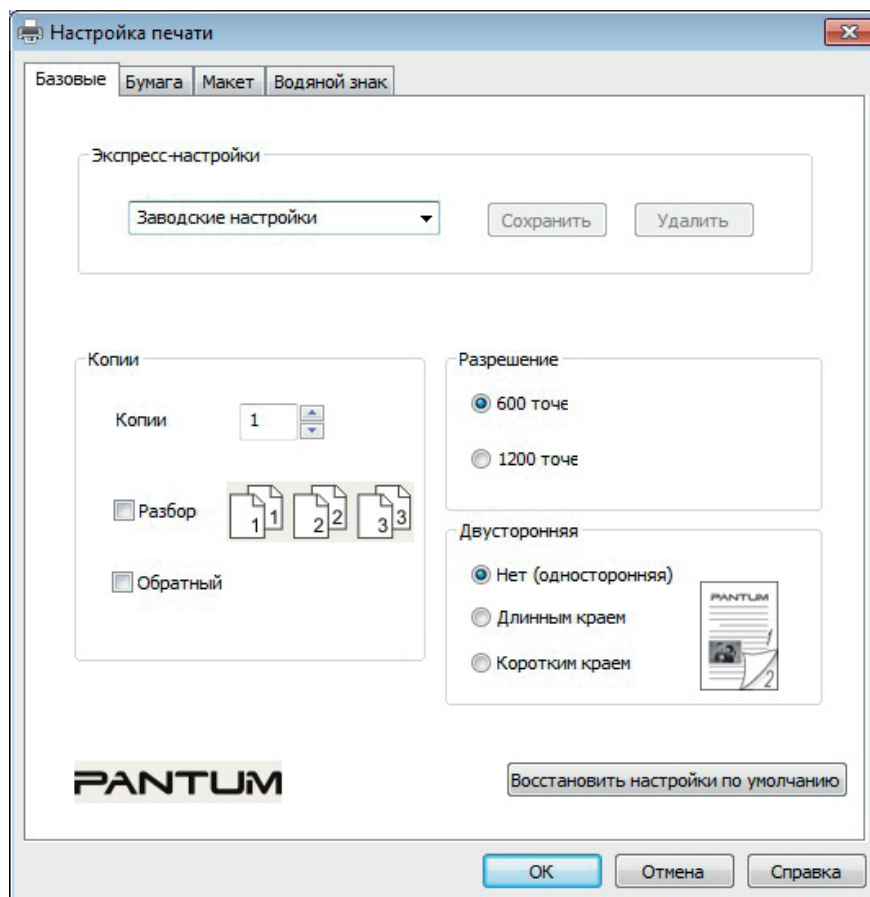 Настройка печати
Базовые Бумага Макет Водяной знак
Экспресс-настройки
Заводские настройки Сохранить Удалить
Копии
Копии 1
Разбор 1 1 2 2 3 3
Обратный
Разрешение
600 точе
1200 точе
Двусторонняя
Нет (односторонняя)
Длинным краем
Коротким краем
PANTUM
1
2
PANTUM
Восстановить настройки по умолчанию
ОК Отмена Справка